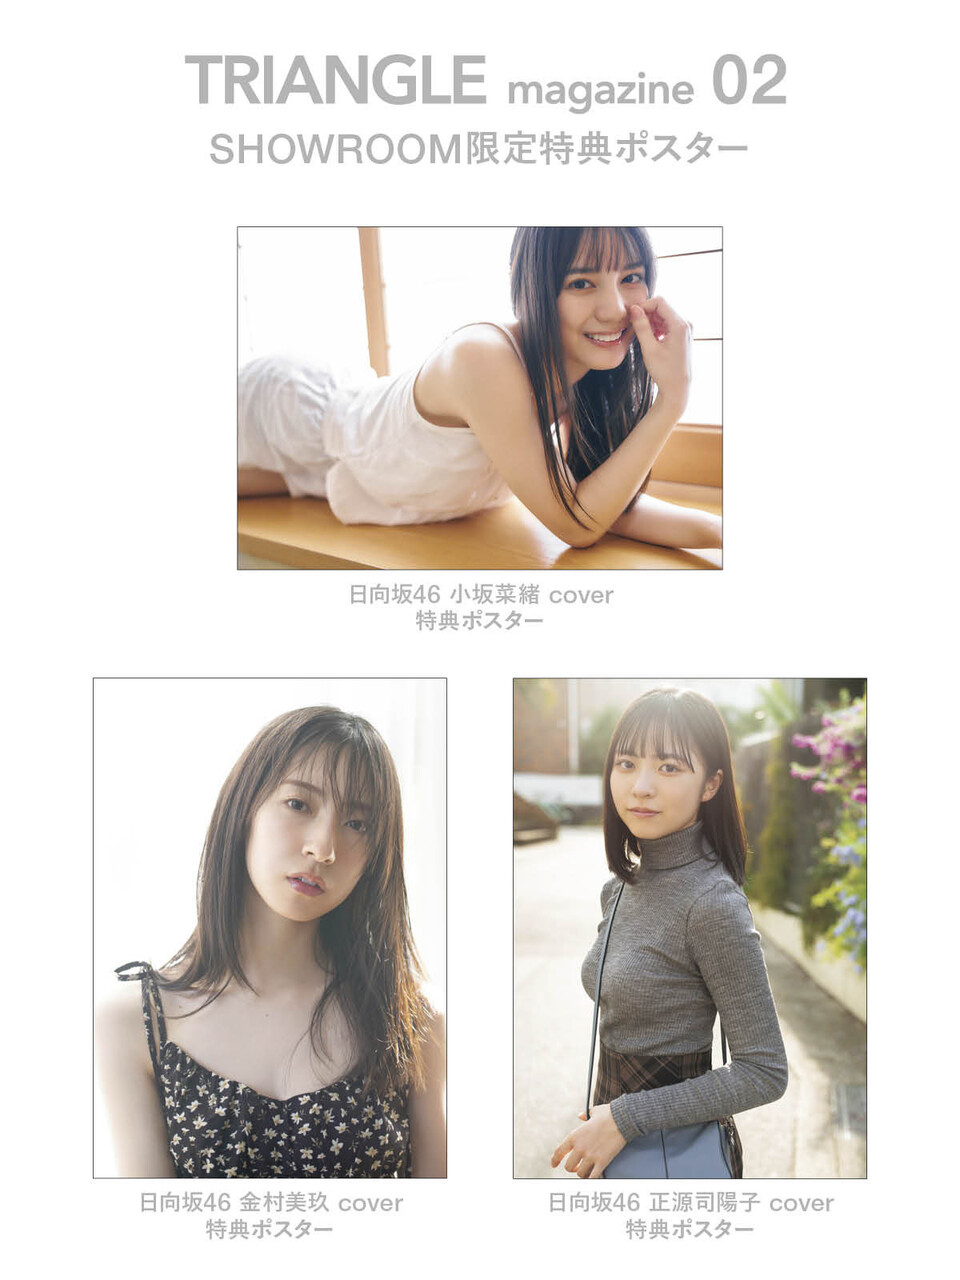 TRIANGLE magazine 02
SHOWROOM限定特典ポスター
日向坂46 小坂菜緒 cover
特典ポスター
日向坂46 金村美玖 cover
特典ポスター
日向坂46 正源司陽子 cover
特典ポスター